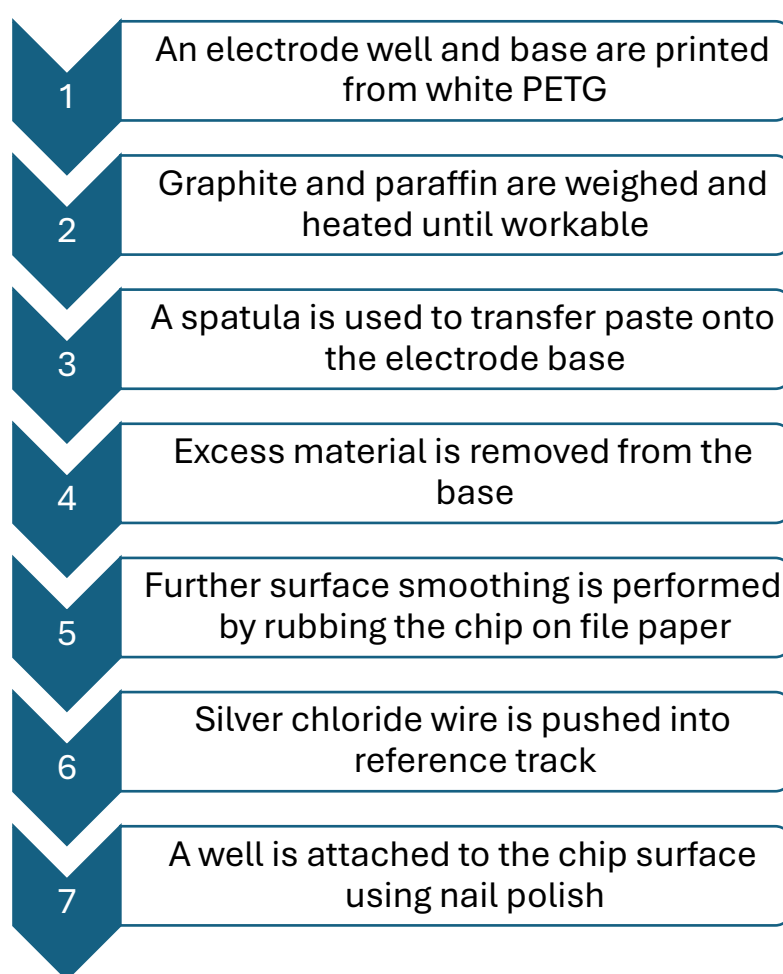 1
An electrode well and base are printed
from white PETG
2
Graphite and paraffin are weighed and
heated until workable
3
A spatula is used to transfer paste onto
the electrode base
4
Excess material is removed from the
base
5
Further surface smoothing is performed
by rubbing the chip on file paper
6
Silver chloride wire is pushed into
reference track
7
A well is attached to the chip surface
using nail polish